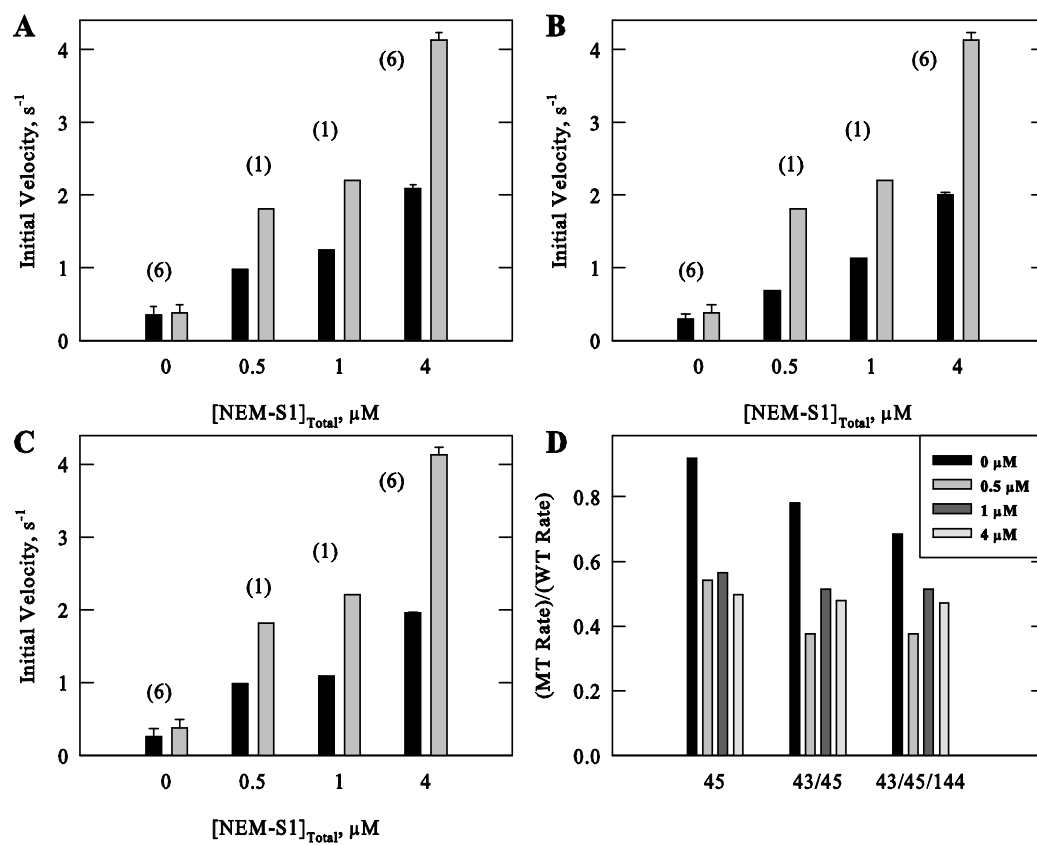 A
Initial Velocity, s-1
4
3
2
1
0
(6)
(1)
(1)
(6)
0 0.5 1 4
[NEM-S1]Total, µM
B
Initial Velocity, s-1
4
3
2
1
0
(6)
(1)
(1)
(6)
0 0.5 1 4
[NEM-S1]Total, µM
C
Initial Velocity, s-1
4
3
2
1
0
(6)
(1)
(1)
(6)
0 0.5 1 4
[NEM-S1]Total, µM
D
(MT Rate)/(WT Rate)
0.8
0.6
0.4
0.2
0.0
0 µM
0.5 µM
1 µM
4 µM
45 43/45 43/45/144